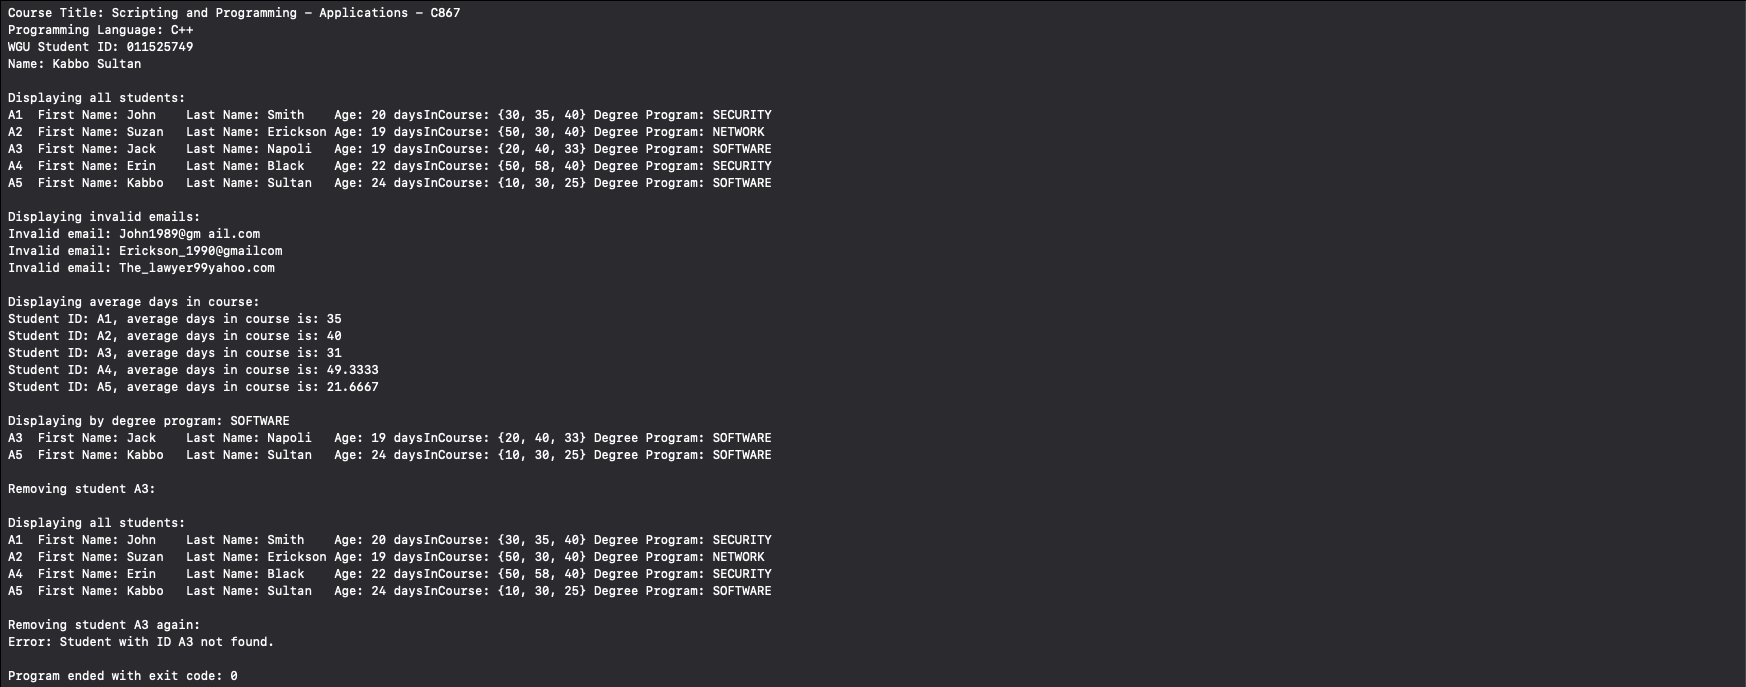 Course Title: Scripting and Programming – Applications – C867
Programming Language: C++
WGU Student ID: 011525749
Name: Kabbo Sultan
Displaying all students:
A1  First Name: John    Last Name: Smith    Age: 20 daysInCourse: {30, 35, 40} Degree Program: SECURITY
A2  First Name: Suzan   Last Name: Erickson Age: 19 daysInCourse: {50, 30, 40} Degree Program: NETWORK
A3  First Name: Jack    Last Name: Napoli   Age: 19 daysInCourse: {20, 40, 33} Degree Program: SOFTWARE
A4  First Name: Erin    Last Name: Black    Age: 22 daysInCourse: {50, 58, 40} Degree Program: SECURITY
A5  First Name: Kabbo   Last Name: Sultan   Age: 24 daysInCourse: {10, 30, 25} Degree Program: SOFTWARE
Displaying invalid emails:
Invalid email: John1989@gm ail.com
Invalid email: Erickson_1990@gmailcom
Invalid email: The_lawyer99yahoo.com
Displaying average days in course:
Student ID: A1, average days in course is: 35
Student ID: A2, average days in course is: 40
Student ID: A3, average days in course is: 31
Student ID: A4, average days in course is: 49.3333
Student ID: A5, average days in course is: 21.6667
Displaying by degree program: SOFTWARE
A3  First Name: Jack    Last Name: Napoli   Age: 19 daysInCourse: {20, 40, 33} Degree Program: SOFTWARE
A5  First Name: Kabbo   Last Name: Sultan   Age: 24 daysInCourse: {10, 30, 25} Degree Program: SOFTWARE
Removing student A3:
Displaying all students:
A1  First Name: John    Last Name: Smith    Age: 20 daysInCourse: {30, 35, 40} Degree Program: SECURITY
A2  First Name: Suzan   Last Name: Erickson Age: 19 daysInCourse: {50, 30, 40} Degree Program: NETWORK
A4  First Name: Erin    Last Name: Black    Age: 22 daysInCourse: {50, 58, 40} Degree Program: SECURITY
A5  First Name: Kabbo   Last Name: Sultan   Age: 24 daysInCourse: {10, 30, 25} Degree Program: SOFTWARE
Removing student A3 again:
Error: Student with ID A3 not found.
Program ended with exit code: 0